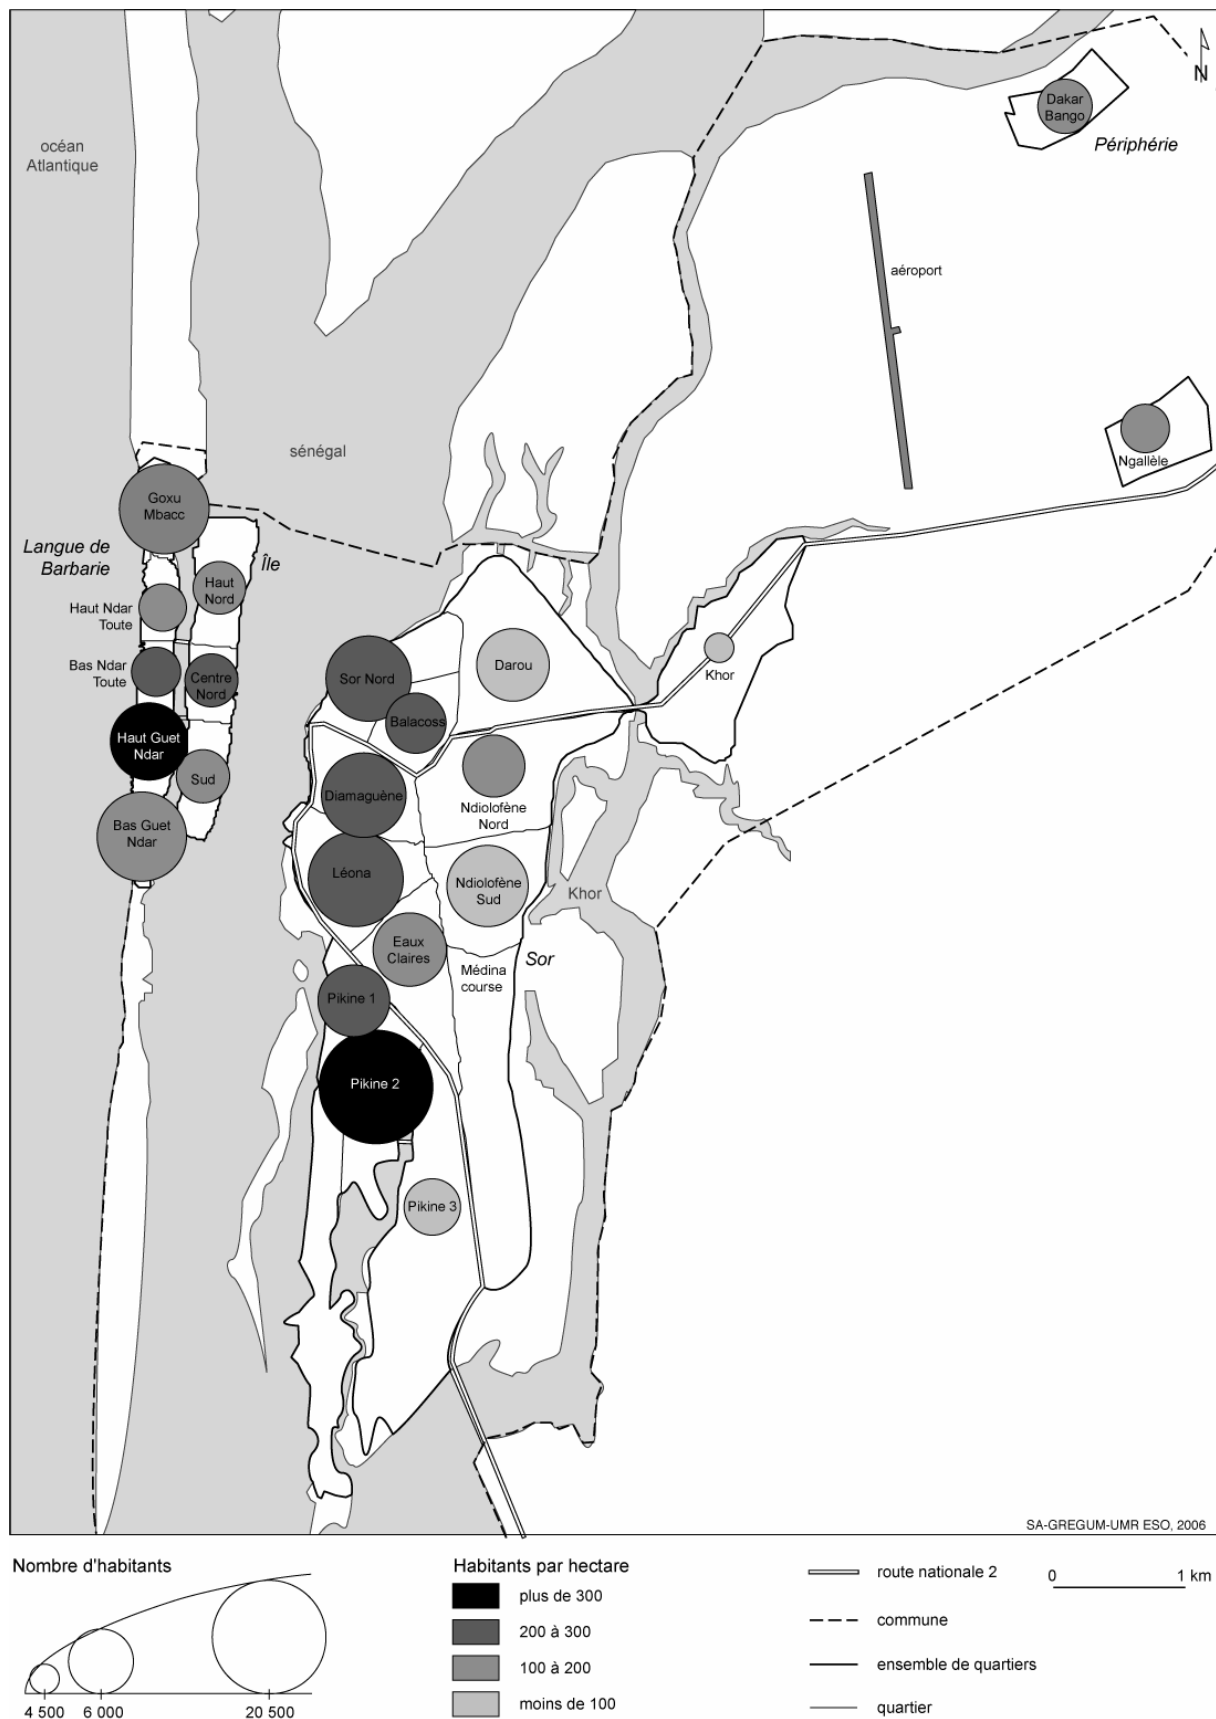 N
Dakar
Bango
Périphérie
océan
Atlantique
aéroport
sénégal
Ngallèle
Goxu
Mbacc
Langue de
Barbarie
Île
Haut
Nord
Haut Ndar
Toute
Bas Ndar
Toute
Centre
Nord
Sor Nord
Darou
Khor
Balacoss
Haut Guet
Ndar
Sud
Diamaguène
Ndiolofène
Nord
Bas Guet
Ndar
Léona
Ndiolofène
Sud
Khor
Eaux
Claires
Sor
Médina
course
Pikine 1
Pikine 2
Pikine 3
SA-GREGUM-UMR ESO, 2006
Nombre d'habitants
4 500
6 000
20 500
Habitants par hectare
plus de 300
200 à 300
100 à 200
moins de 100
route nationale 2
commune
ensemble de quartiers
quartier
0
1 km